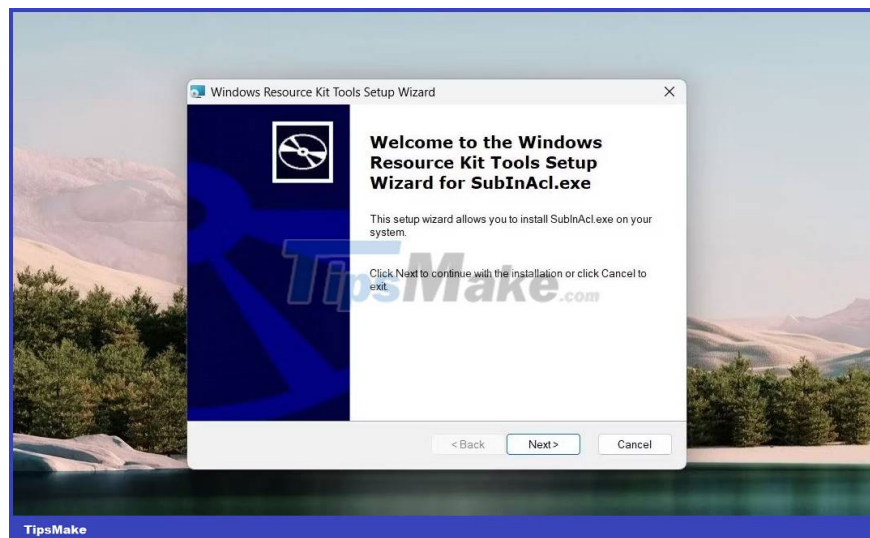 Windows Resource Kit Tools Setup Wizard
Welcome to the Windows
Resource Kit Tools Setup
Wizard for SubInAcl.exe
This setup wizard allows you to install SubInAcl.exe on your
system.
Click Next to continue with the installation or click Cancel to
exit.
TipsMake.com
< Back
Next >
Cancel
TipsMake